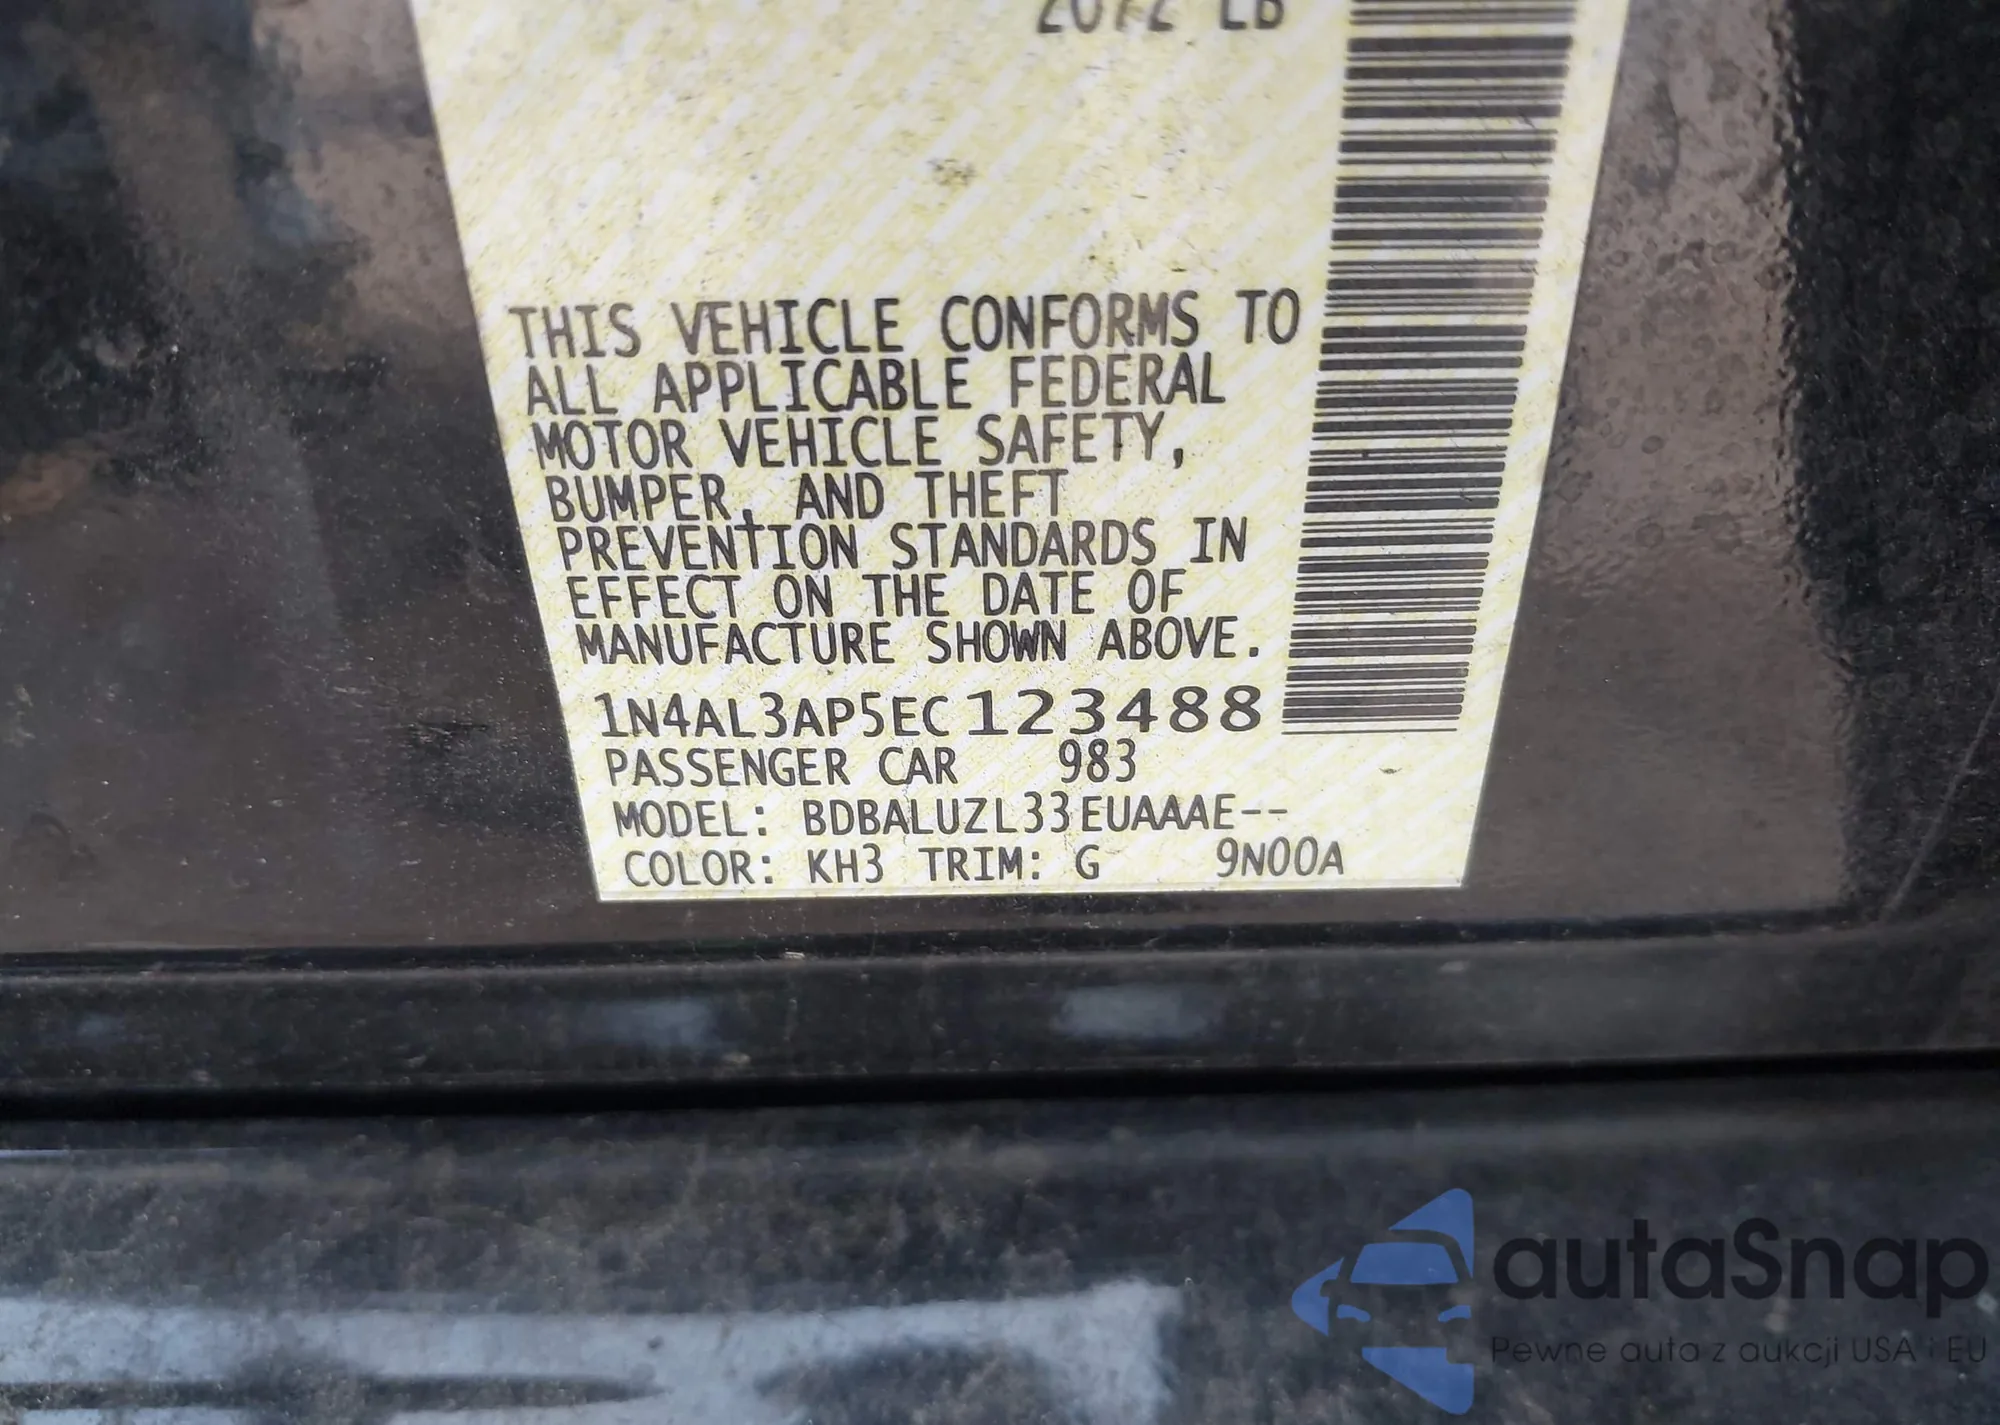 2072 LB
THIS VEHICLE CONFORMS TO
ALL APPLICABLE FEDERAL
MOTOR VEHICLE SAFETY,
BUMPER, AND THEFT
PREVENTION STANDARDS IN
EFFECT ON THE DATE OF
MANUFACTURE SHOWN ABOVE.
1N4AL3AP5EC123488
PASSENGER CAR 983
MODEL: BDBALUZL33EUAAAE--
COLOR: KH3 TRIM: G 9N00A
autaSnap
Pewne auta z aukcji USA i EU